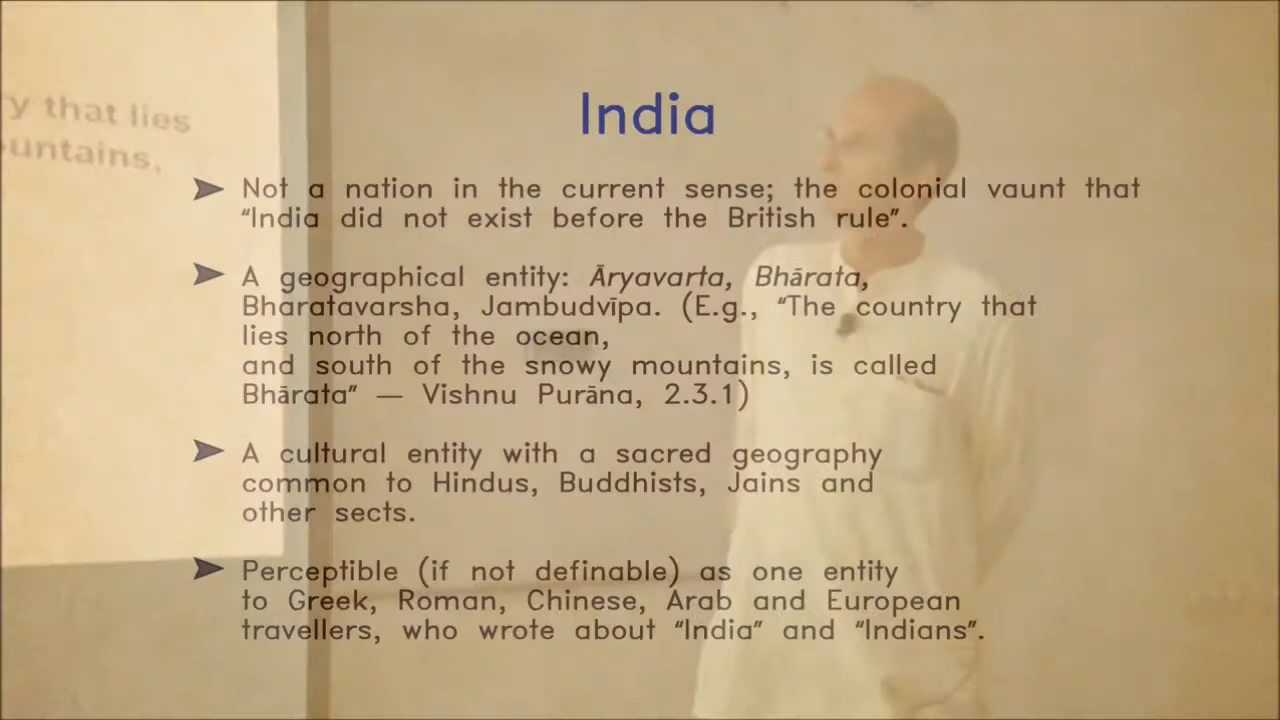 India
➤ Not a nation in the current sense; the colonial vaunt that
“India did not exist before the British rule”.
➤ A geographical entity: Āryavarta, Bhārata,
Bharatavarsha, Jambudvīpa. (E.g., “The country that
lies north of the ocean,
and south of the snowy mountains, is called
Bhārata” — Vishnu Purāna, 2.3.1)
➤ A cultural entity with a sacred geography
common to Hindus, Buddhists, Jains and
other sects.
➤ Perceptible (if not definable) as one entity
to Greek, Roman, Chinese, Arab and European
travellers, who wrote about “India” and “Indians”.
y that lies
ountains,